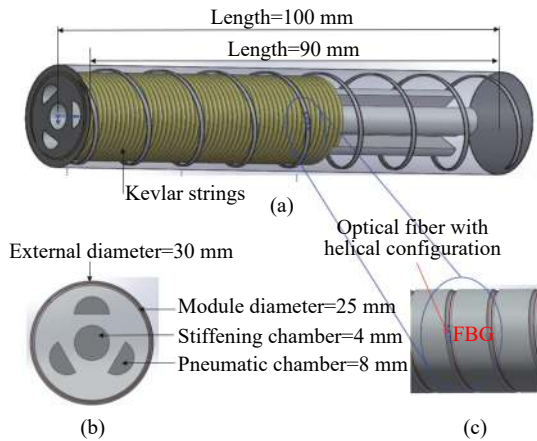 Length=100 mm
Length=90 mm
Kevlar strings
(a)
Optical fiber with
helical configuration
External diameter=30 mm
Module diameter=25 mm
Stiffening chamber=4 mm
Pneumatic chamber=8 mm
FBG
(b)
(c)